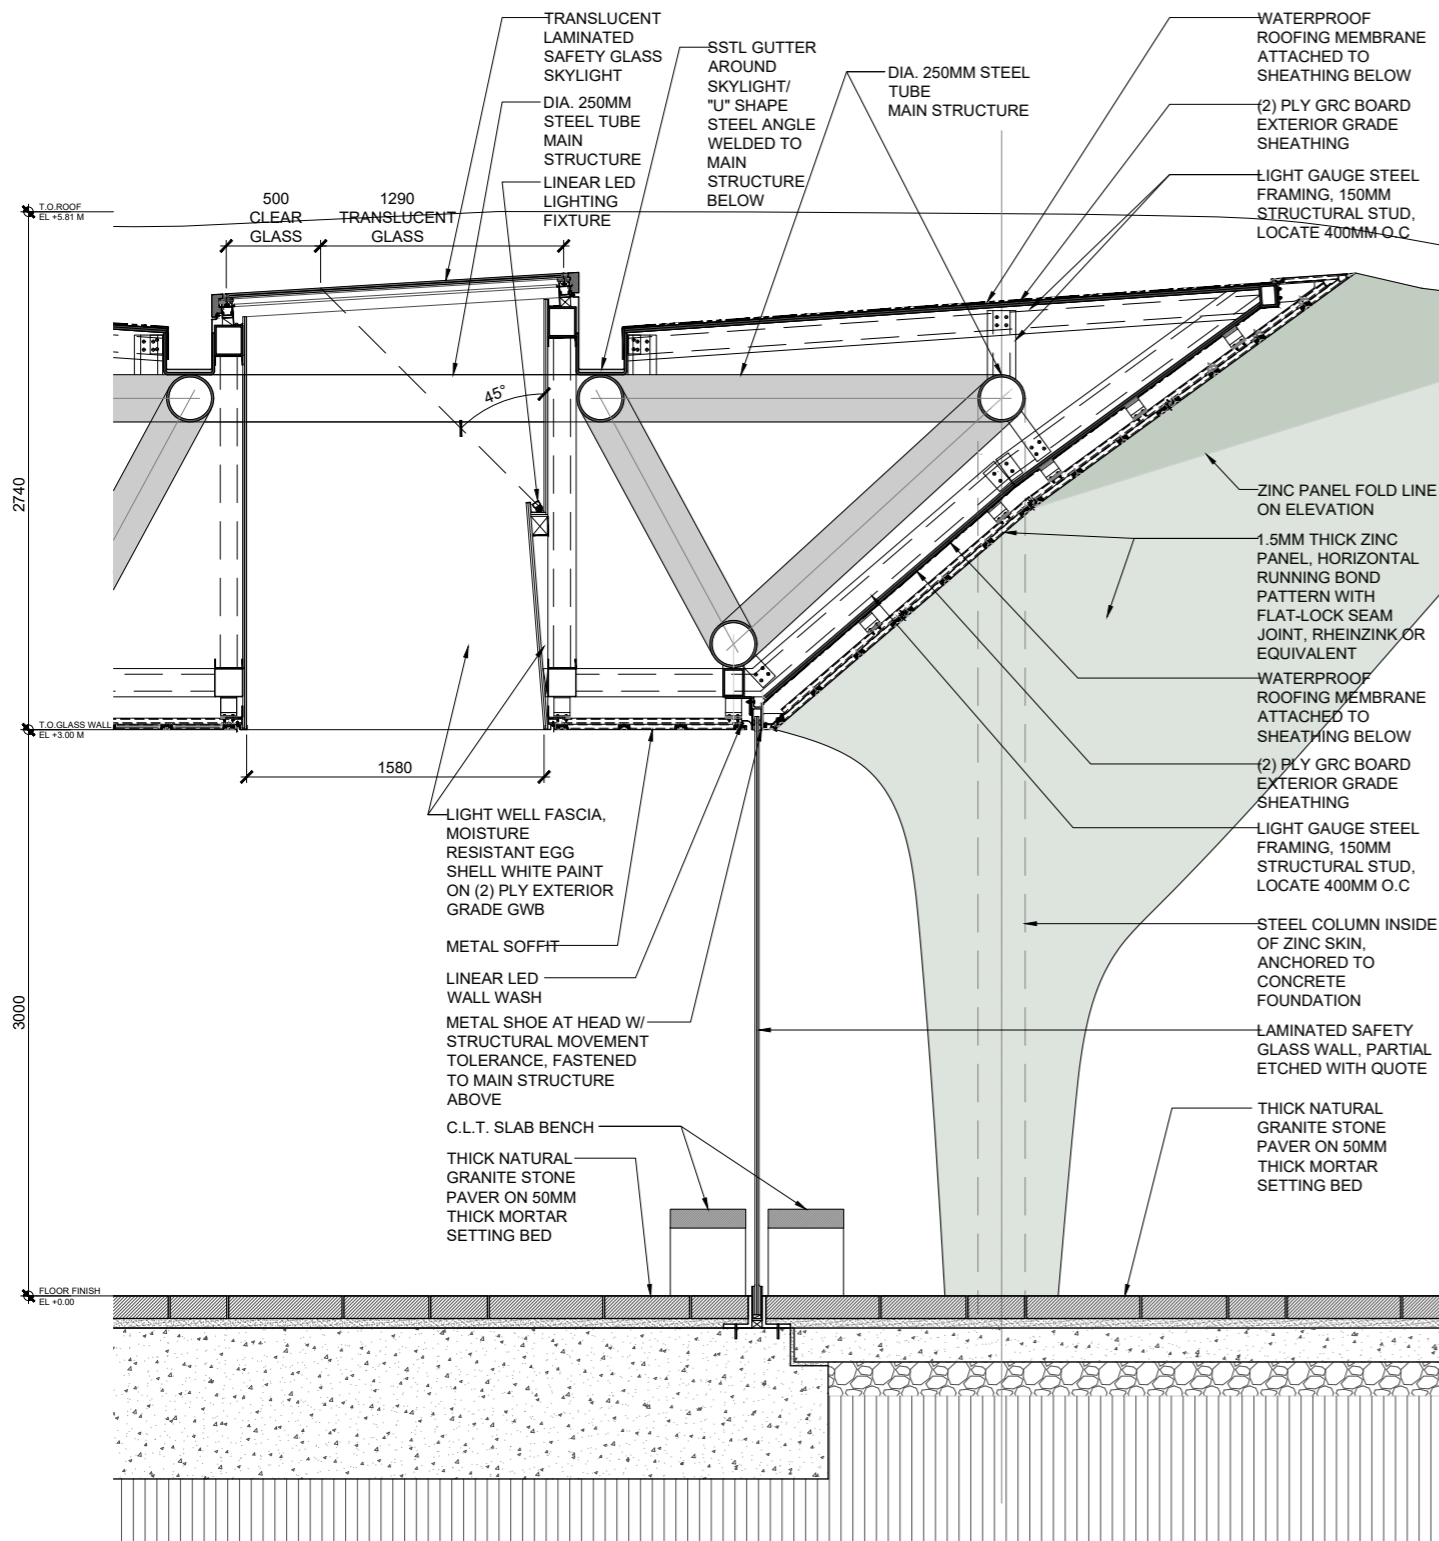 TRANSLUCENT
LAMINATED
SAFETY GLASS
SKYLIGHT
DIA. 250MM
STEEL TUBE
MAIN
STRUCTURE
LINEAR LED
LIGHTING
FIXTURE
SSTL GUTTER
AROUND
SKYLIGHT/
"U" SHAPE
STEEL ANGLE
WELDED TO
MAIN
STRUCTURE
BELOW
DIA. 250MM STEEL
TUBE
MAIN STRUCTURE
WATERPROOF
ROOFING MEMBRANE
ATTACHED TO
SHEATHING BELOW
(2) PLY GRC BOARD
EXTERIOR GRADE
SHEATHING
LIGHT GAUGE STEEL
FRAMING, 150MM
STRUCTURAL STUD,
LOCATE 400MM O.C
500
CLEAR
GLASS
1290
TRANSLUCENT
GLASS
T.O.ROOF
EL +5.81 M
45°
2740
ZINC PANEL FOLD LINE
ON ELEVATION
1.5MM THICK ZINC
PANEL, HORIZONTAL
RUNNING BOND
PATTERN WITH
FLAT-LOCK SEAM
JOINT, RHEINZINK OR
EQUIVALENT
WATERPROOF
ROOFING MEMBRANE
ATTACHED TO
SHEATHING BELOW
(2) PLY GRC BOARD
EXTERIOR GRADE
SHEATHING
LIGHT GAUGE STEEL
FRAMING, 150MM
STRUCTURAL STUD,
LOCATE 400MM O.C
STEEL COLUMN INSIDE
OF ZINC SKIN,
ANCHORED TO
CONCRETE
FOUNDATION
LAMINATED SAFETY
GLASS WALL, PARTIAL
ETCHED WITH QUOTE
THICK NATURAL
GRANITE STONE
PAVER ON 50MM
THICK MORTAR
SETTING BED
T.O.GLASS WALL
EL +3.00 M
1580
LIGHT WELL FASCIA,
MOISTURE
RESISTANT EGG
SHELL WHITE PAINT
ON (2) PLY EXTERIOR
GRADE GWB
METAL SOFFIT
LINEAR LED
WALL WASH
METAL SHOE AT HEAD W/
STRUCTURAL MOVEMENT
TOLERANCE, FASTENED
TO MAIN STRUCTURE
ABOVE
C.L.T. SLAB BENCH
THICK NATURAL
GRANITE STONE
PAVER ON 50MM
THICK MORTAR
SETTING BED
3000
FLOOR FINISH
EL +0.00